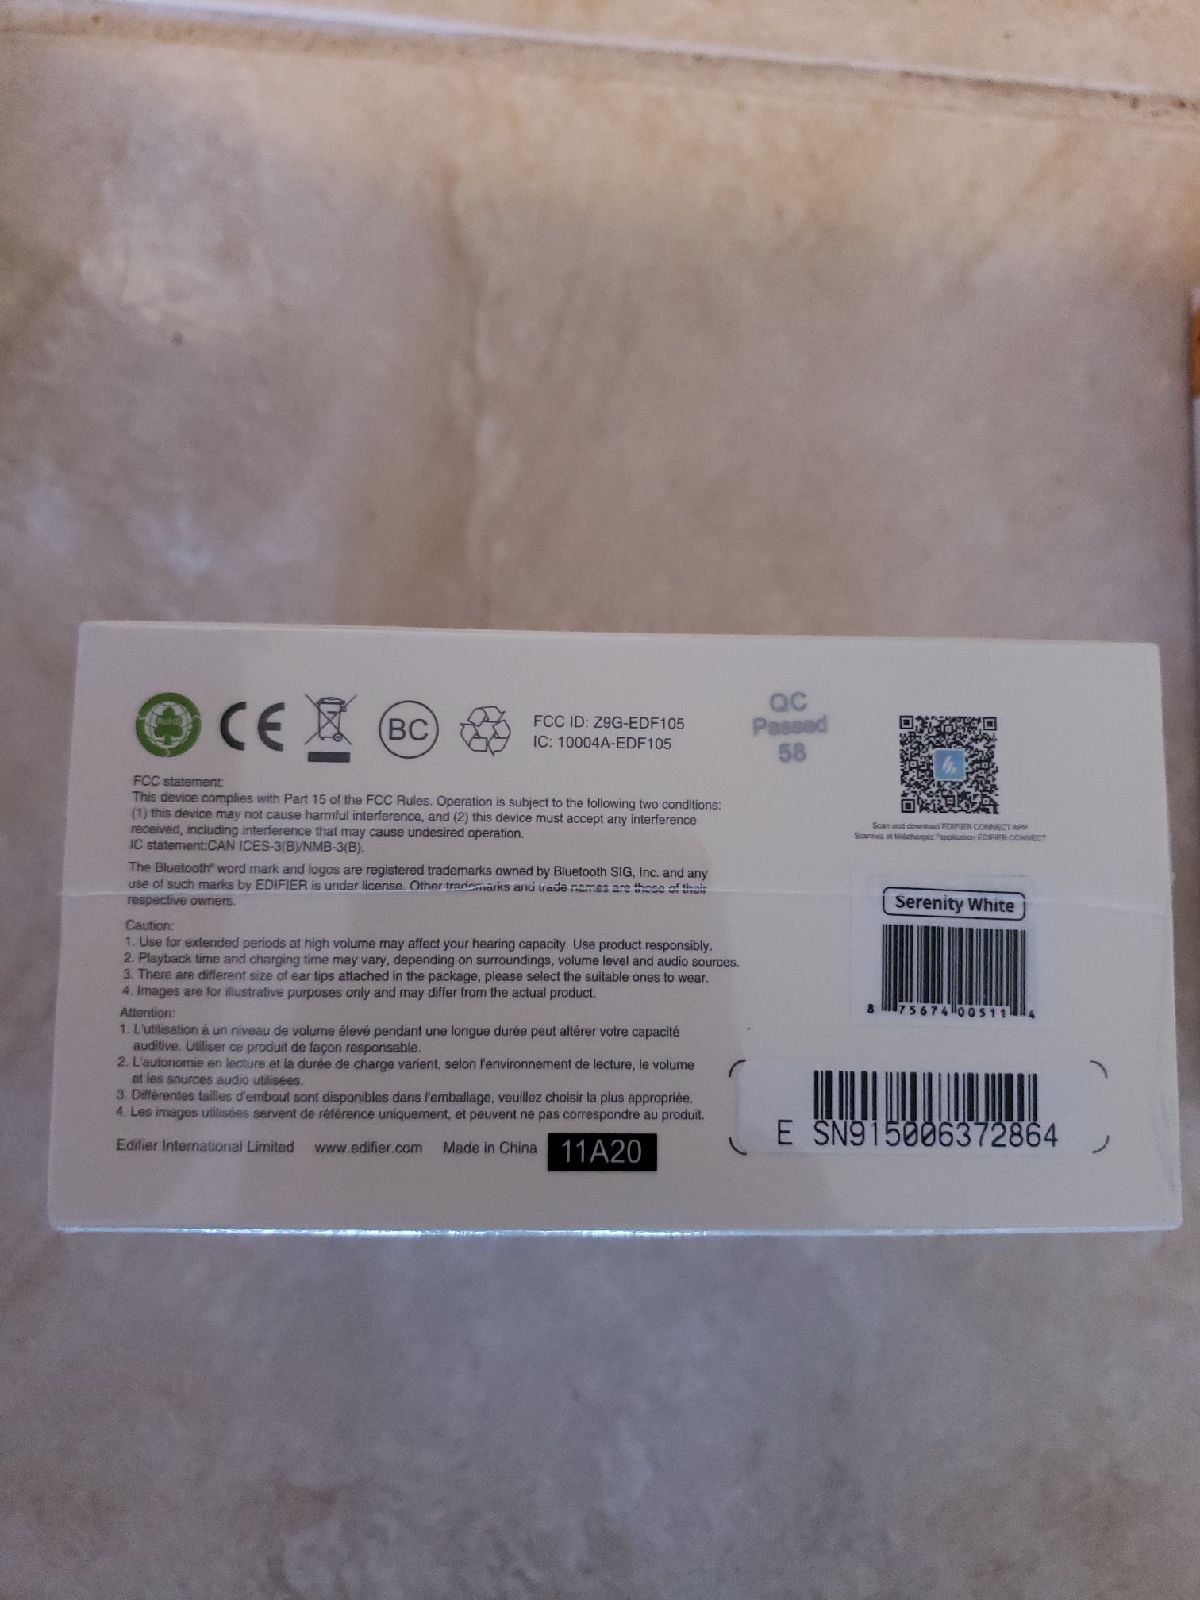 BC
FCC ID: Z9G-EDF105
IC: 10004A-EDF105
QC
Passed
58
FCC statement:
This device complies with Part 15 of the FCC Rules. Operation is subject to the following two conditions:
(1) this device may not cause harmful interference, and (2) this device must accept any interference
received, including interference that may cause undesired operation.
IC statement:CAN ICES-3(B)/NMB-3(B).
The Bluetooth® word mark and logos are registered trademarks owned by Bluetooth SIG, Inc. and any
use of such marks by EDIFIER is under license. Other trademarks and trade names are those of their
respective owners.
Caution:
1. Use for extended periods at high volume may affect your hearing capacity. Use product responsibly.
2. Playback time and charging time may vary, depending on surroundings, volume level and audio sources.
3. There are different size of ear tips attached in the package, please select the suitable ones to wear.
4. Images are for illustrative purposes only and may differ from the actual product.
Attention:
1. L'utilisation à un niveau de volume élevé pendant une longue durée peut altérer votre capacité
auditive. Utiliser ce produit de façon responsable.
2. L'autonomie en lecture et la durée de charge varient, selon l'environnement de lecture, le volume
et les sources audio utilisées.
3. Différentes tailles d'embout sont disponibles dans l'emballage, veuillez choisir la plus appropriée.
4. Les images utilisées servent de référence uniquement, et peuvent ne pas correspondre au produit.
Edifier International Limited www.edifier.com Made in China 11A20
Scan and download EDIFIER CONNECT APP
Scannez et téléchargez l'application EDIFIER CONNECT
Serenity White
8 75674 00511 4
E SN915006372864